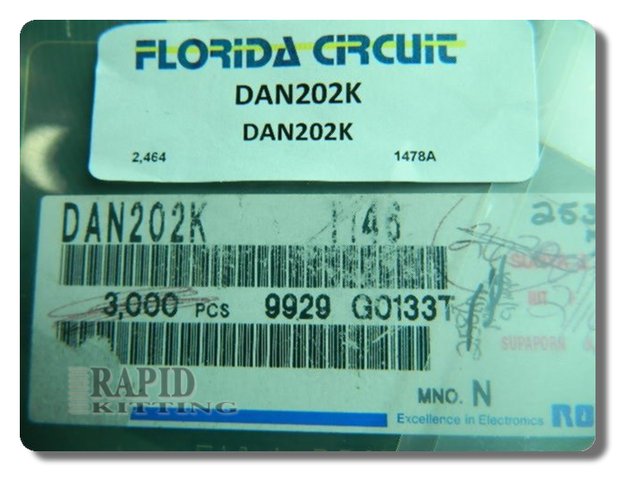 FLORIDA CIRCUIT
DAN202K
DAN202K
2,464 1478A
DAN202K T146
3,000 PCS 9929 G0133T
SUPAPORN
RAPID
KITTING
MNO. N
Excellence in Electronics